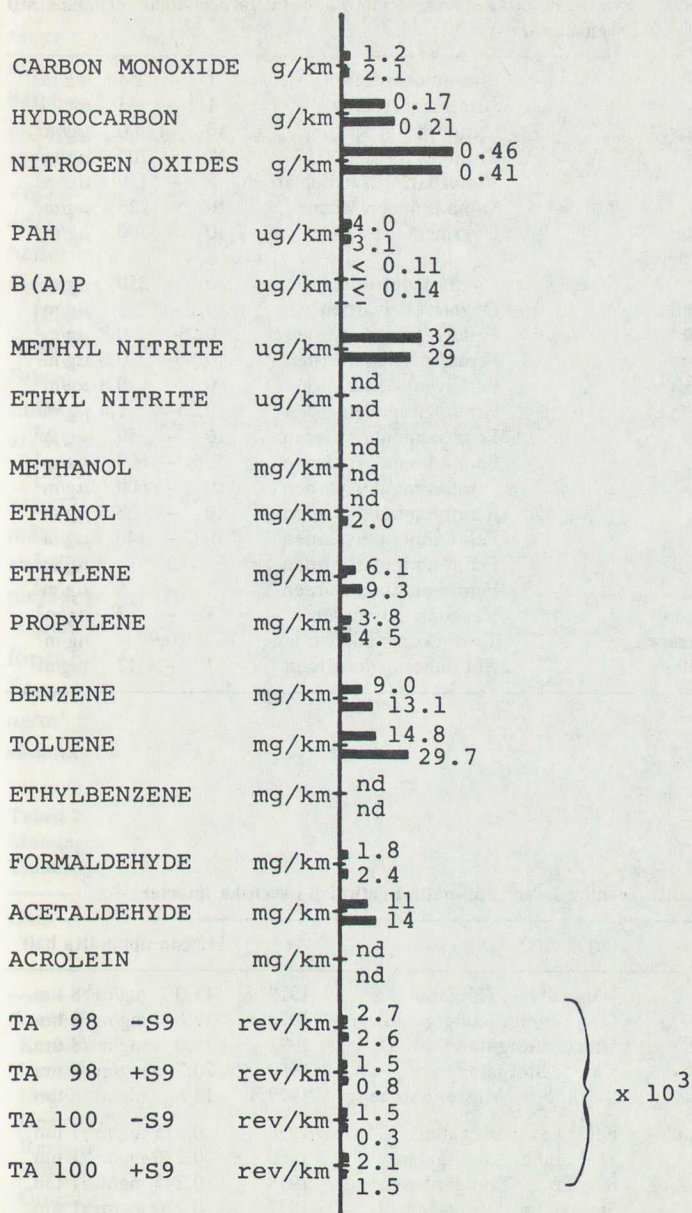 1.2
CARBON MONOXIDE g/km
2.1
0.17
HYDROCARBON g/km
0.21
0.46
NITROGEN OXIDES g/km
0.41
4.0
PAH ug/km
3.1
< 0.11
B(A)P ug/km
< 0.14
32
METHYL NITRITE ug/km
29
nd
ETHYL NITRITE ug/km
nd
nd
METHANOL mg/km
nd
nd
ETHANOL mg/km
2.0
6.1
ETHYLENE mg/km
9.3
3.8
PROPYLENE mg/km
4.5
9.0
BENZENE mg/km
13.1
14.8
TOLUENE mg/km
29.7
nd
ETHYLBENZENE mg/km
nd
1.8
FORMALDEHYDE mg/km
2.4
11
ACETALDEHYDE mg/km
14
nd
ACROLEIN mg/km
nd
2.7
TA 98 -S9 rev/km
2.6
1.5
TA 98 +S9 rev/km
0.8
x 10³
1.5
TA 100 -S9 rev/km
0.3
2.1
TA 100 +S9 rev/km
1.5